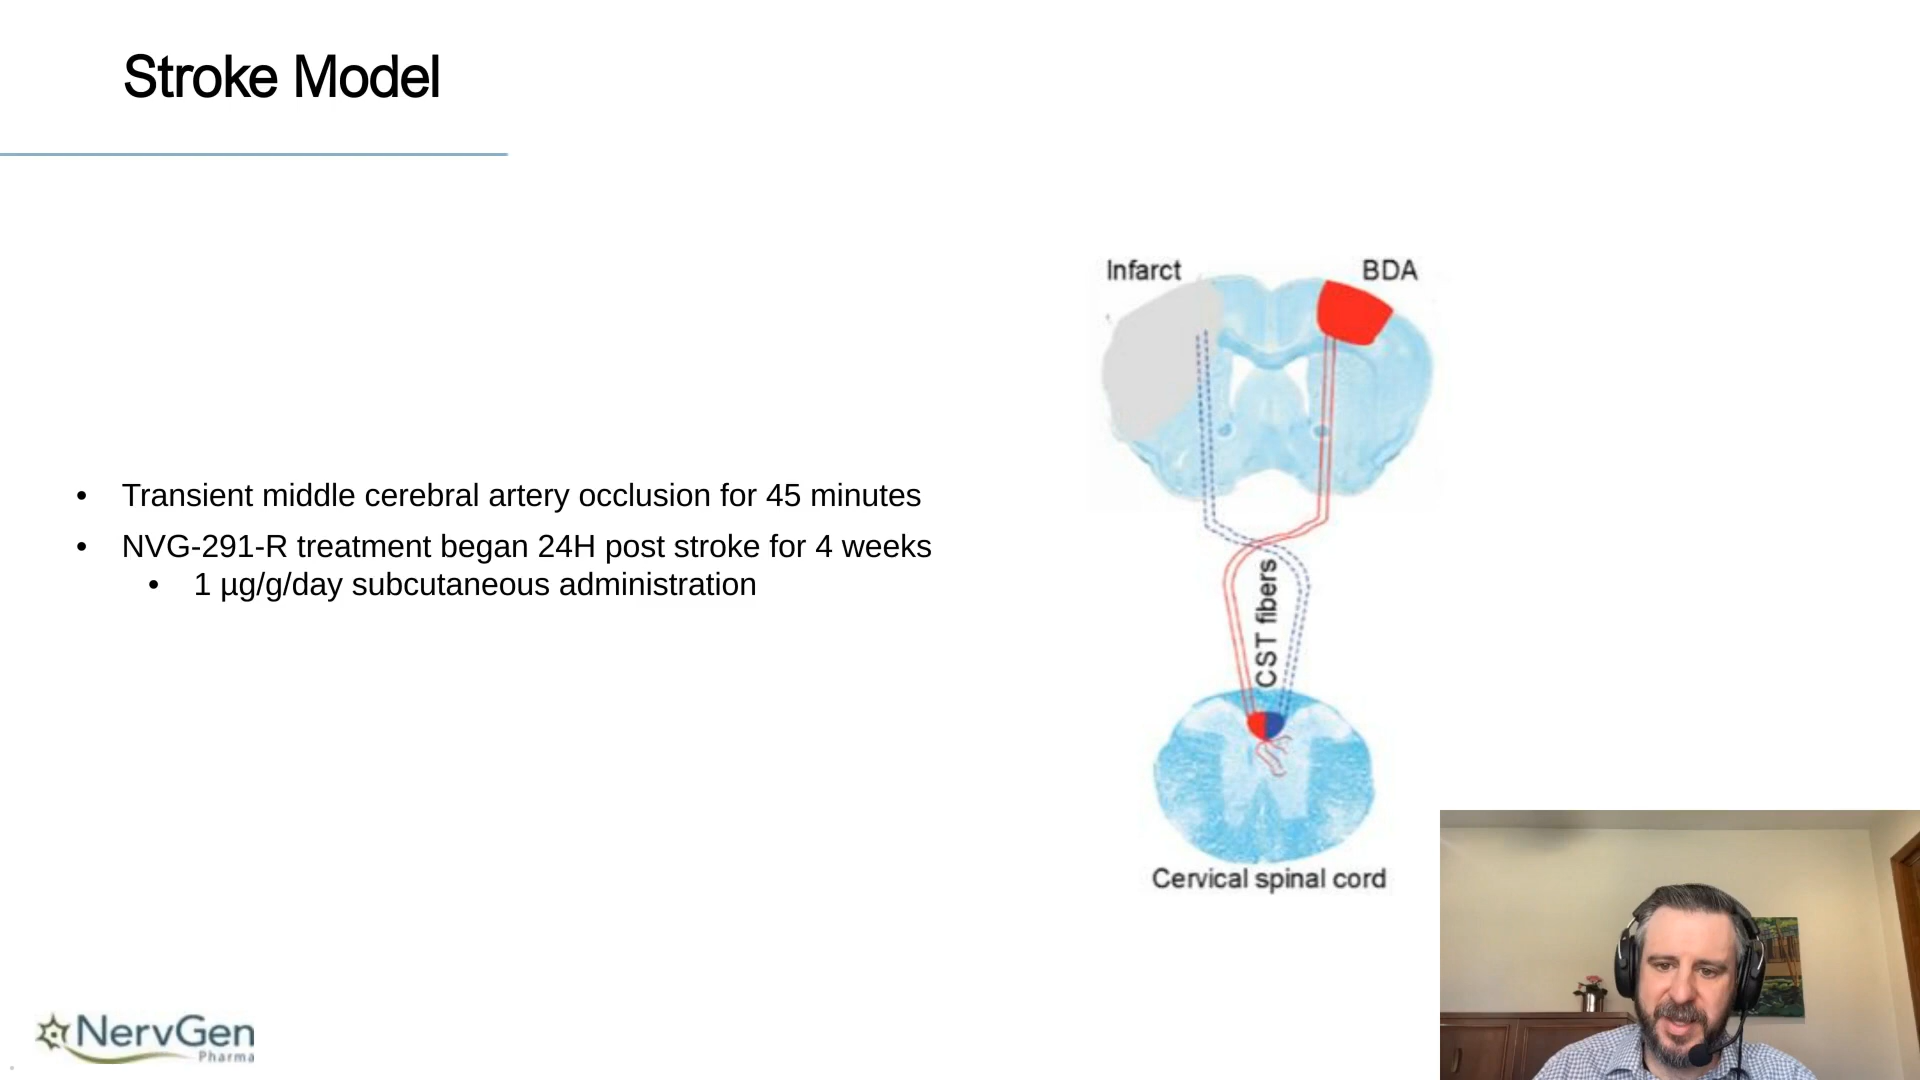 Stroke Model
Infarct
BDA
• Transient middle cerebral artery occlusion for 45 minutes
• NVG-291-R treatment began 24H post stroke for 4 weeks
• 1 µg/g/day subcutaneous administration
CST fibers
Cervical spinal cord
NervGen
Pharma